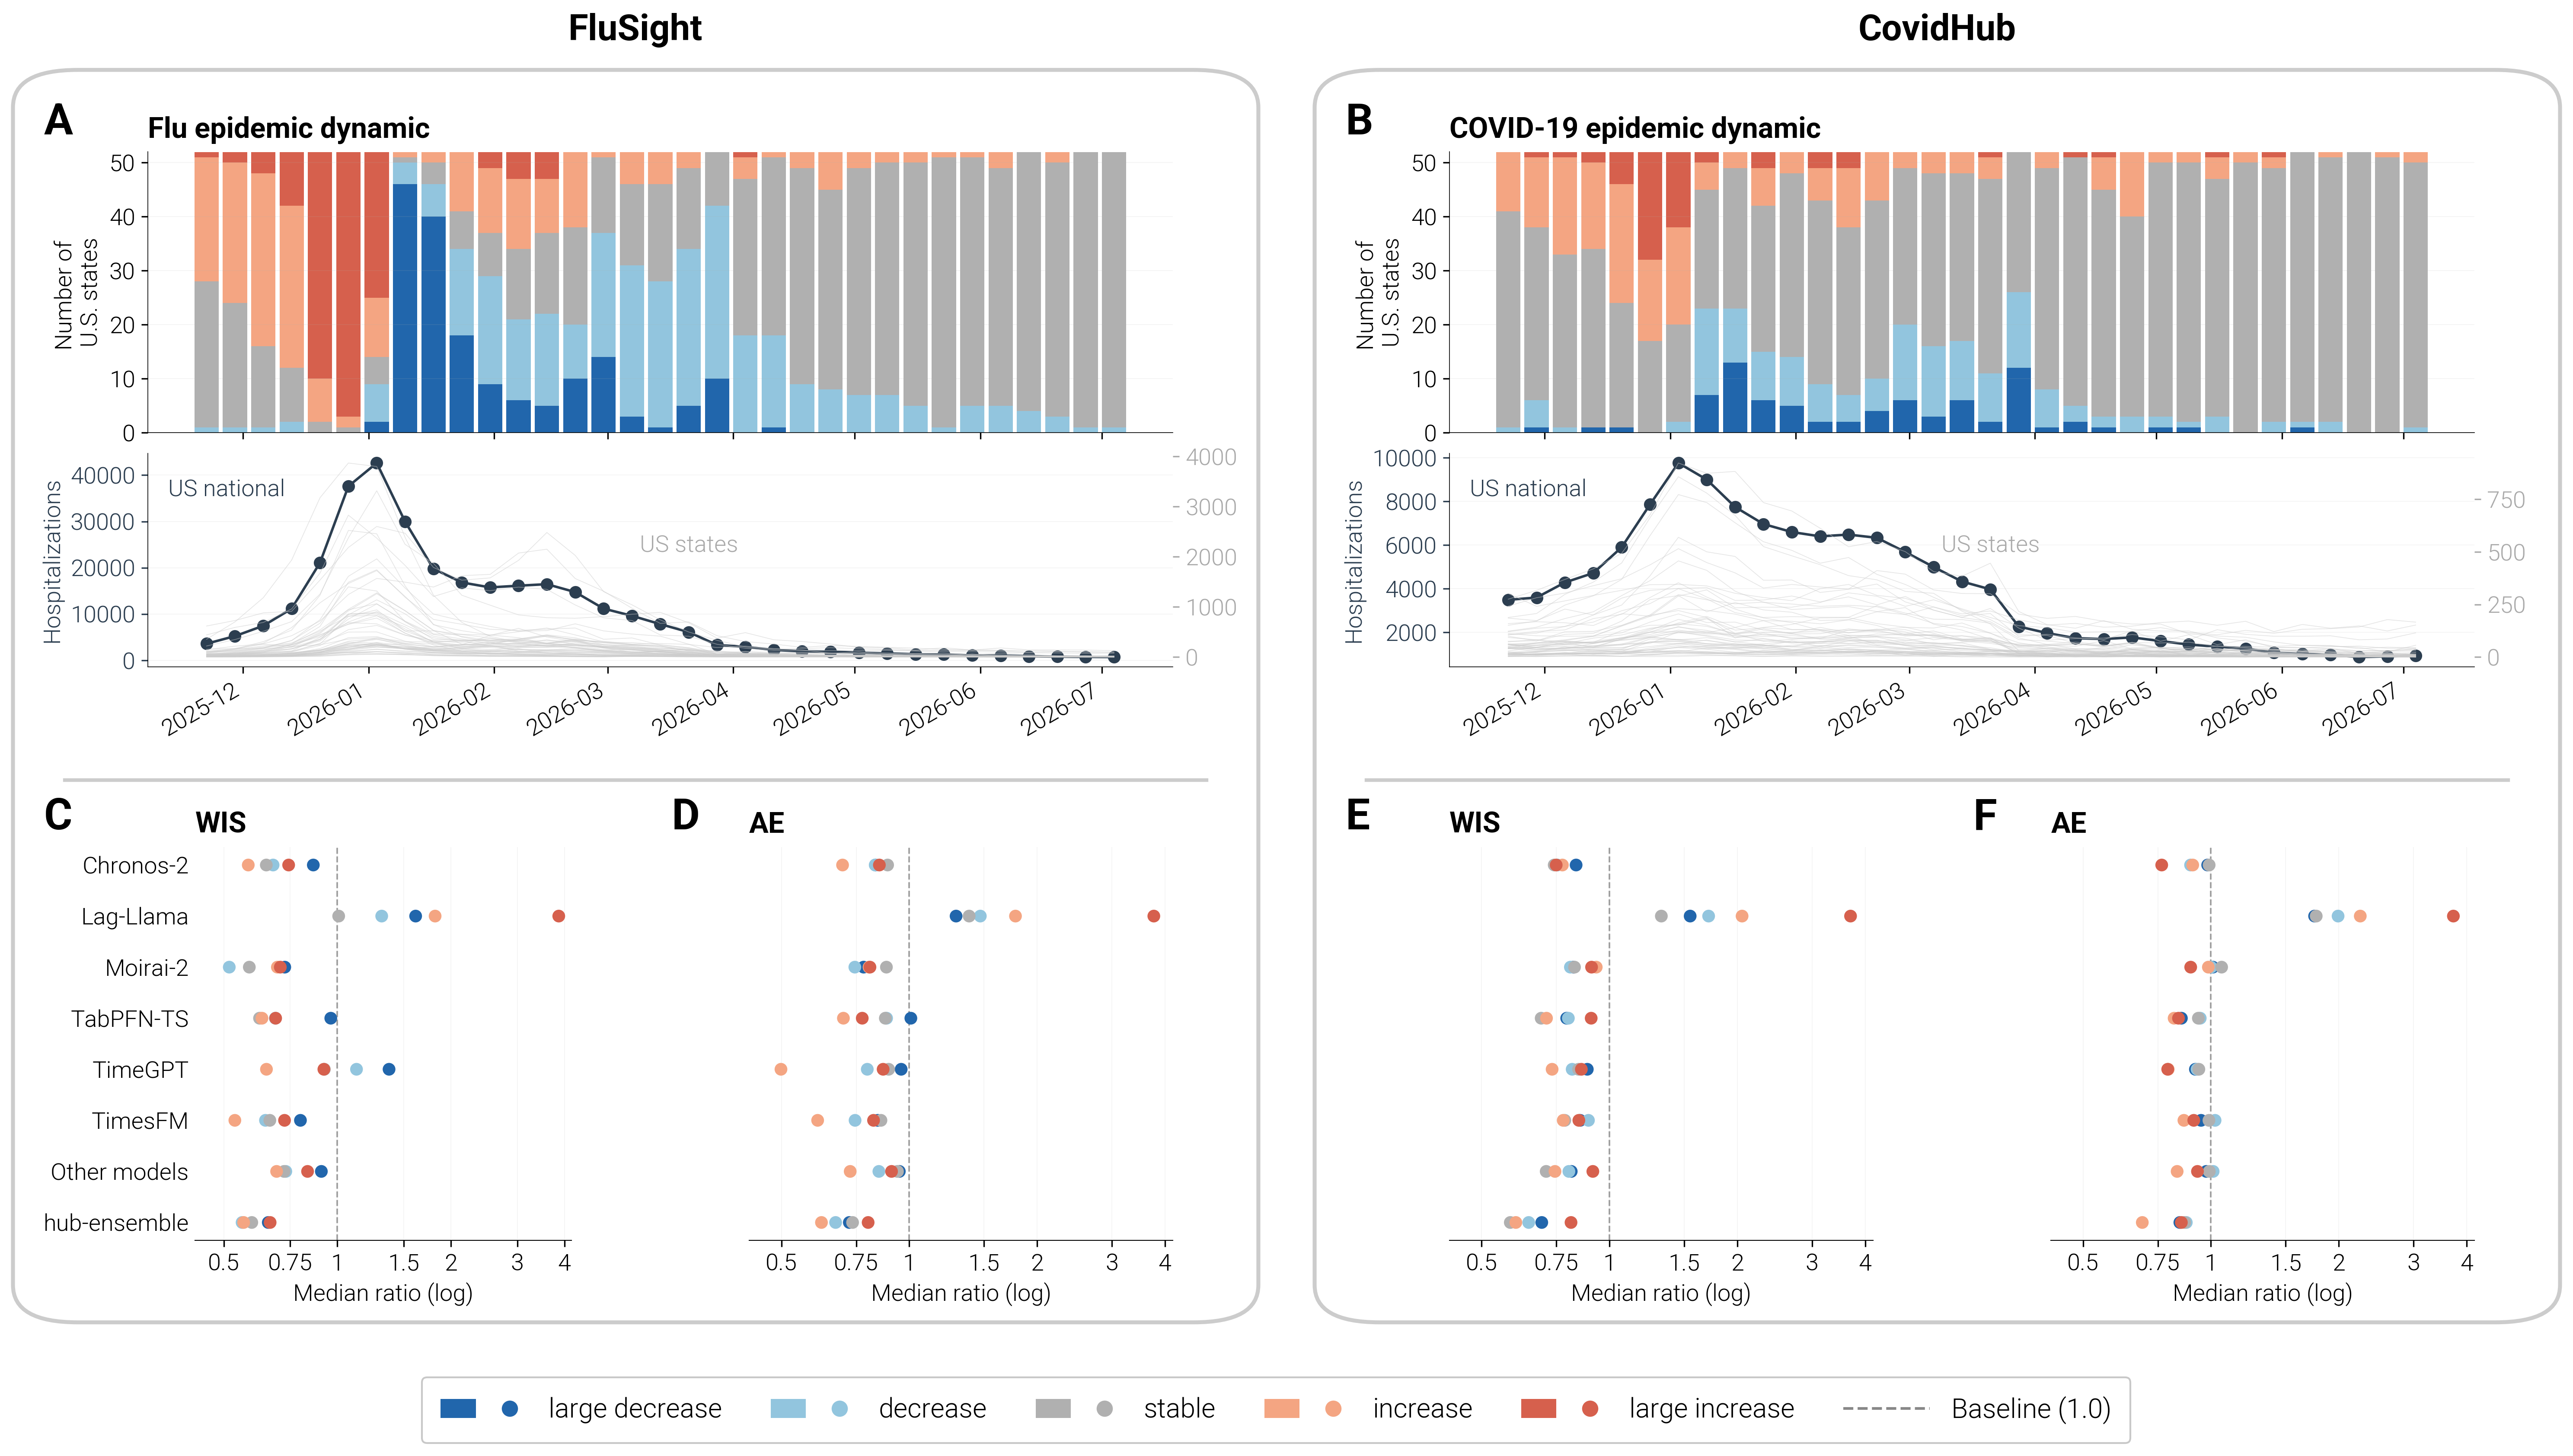 FluSight
CovidHub
A
Flu epidemic dynamic
50
40
30
20
10
0
Number of
U.S. states
40000
30000
20000
10000
0
Hospitalizations
US national
US states
4000
3000
2000
1000
0
2025-12
2026-01
2026-02
2026-03
2026-04
2026-05
2026-06
2026-07
B
COVID-19 epidemic dynamic
50
40
30
20
10
0
Number of
U.S. states
10000
8000
6000
4000
2000
Hospitalizations
US national
US states
750
500
250
0
2025-12
2026-01
2026-02
2026-03
2026-04
2026-05
2026-06
2026-07
C
WIS
Chronos-2
Lag-Llama
Moirai-2
TabPFN-TS
TimeGPT
TimesFM
Other models
hub-ensemble
0.5 0.75 1 1.5 2 3 4
Median ratio (log)
D
AE
0.5 0.75 1 1.5 2 3 4
Median ratio (log)
E
WIS
0.5 0.75 1 1.5 2 3 4
Median ratio (log)
F
AE
0.5 0.75 1 1.5 2 3 4
Median ratio (log)
large decrease decrease stable increase large increase Baseline (1.0)